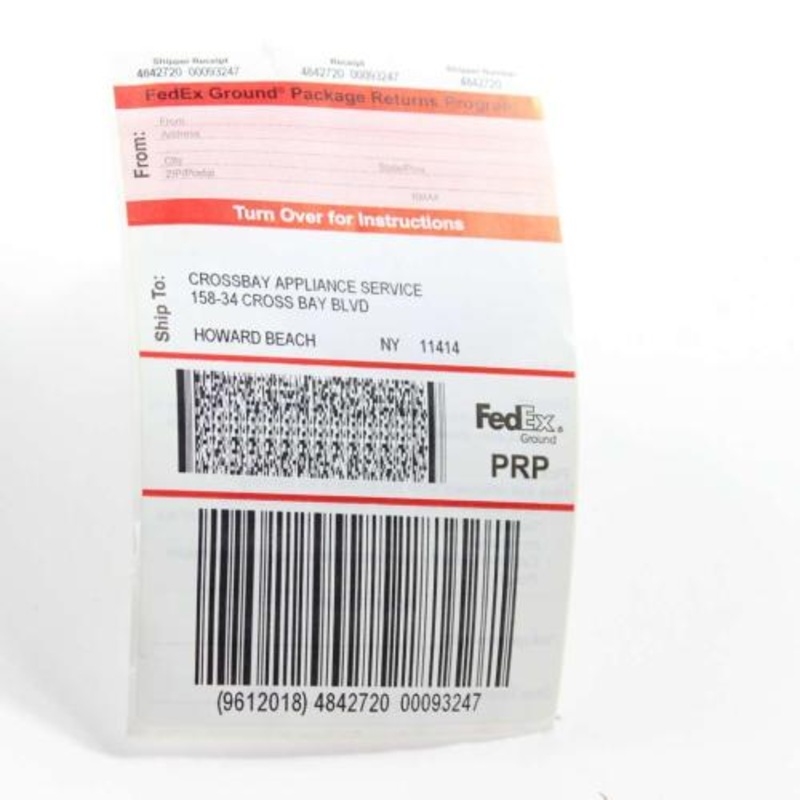 Shipper Receipt Receipt Shipper Number
4842720 00093247 4842720 00093247 4842720
FedEx Ground® Package Returns Program
From:
From
Address
City State/Prov.
ZIP/Postal
RMA#
Turn Over for Instructions
Ship To:
CROSSBAY APPLIANCE SERVICE
158-34 CROSS BAY BLVD
HOWARD BEACH NY 11414
FedEx®
Ground
PRP
(9612018) 4842720 00093247